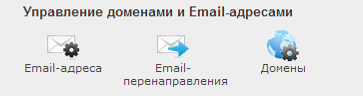 Управление доменами и Email-адресами
Email-адреса
Email-
перенаправления
Домены